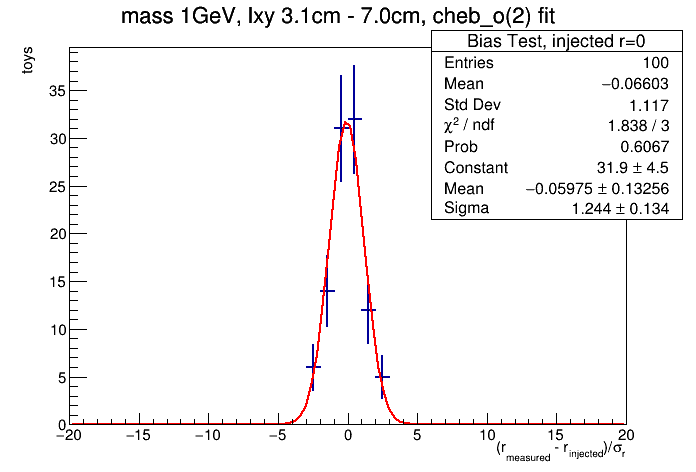 mass 1GeV, lxy 3.1cm - 7.0cm, cheb_o(2) fit
Bias Test, injected r=0
Entries 100
Mean −0.06603
Std Dev 1.117
χ² / ndf 1.838 / 3
Prob 0.6067
Constant 31.9 ± 4.5
Mean −0.05975 ± 0.13256
Sigma 1.244 ± 0.134
toys
35
30
25
20
15
10
5
0
−20 −15 −10 −5 0 5 10 15 20
(r_measured - r_injected)/σ_r